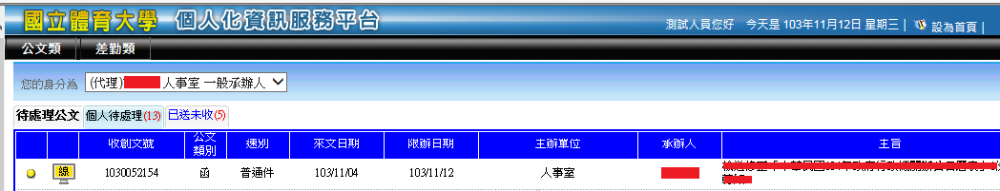 國立體育大學 個人化資訊服務平台
測試人員您好 今天是 103年11月12日 星期三 | 設為首頁 |
公文類 差勤類
您的身分為 (代理) 人事室 一般承辦人
待處理公文 個人待處理(13) 已送未收(5)
收創文號 公文類別 速別 來文日期 限辦日期 主辦單位 承辦人 主旨
線 1030052154 函 普通件 103/11/04 103/11/12 人事室